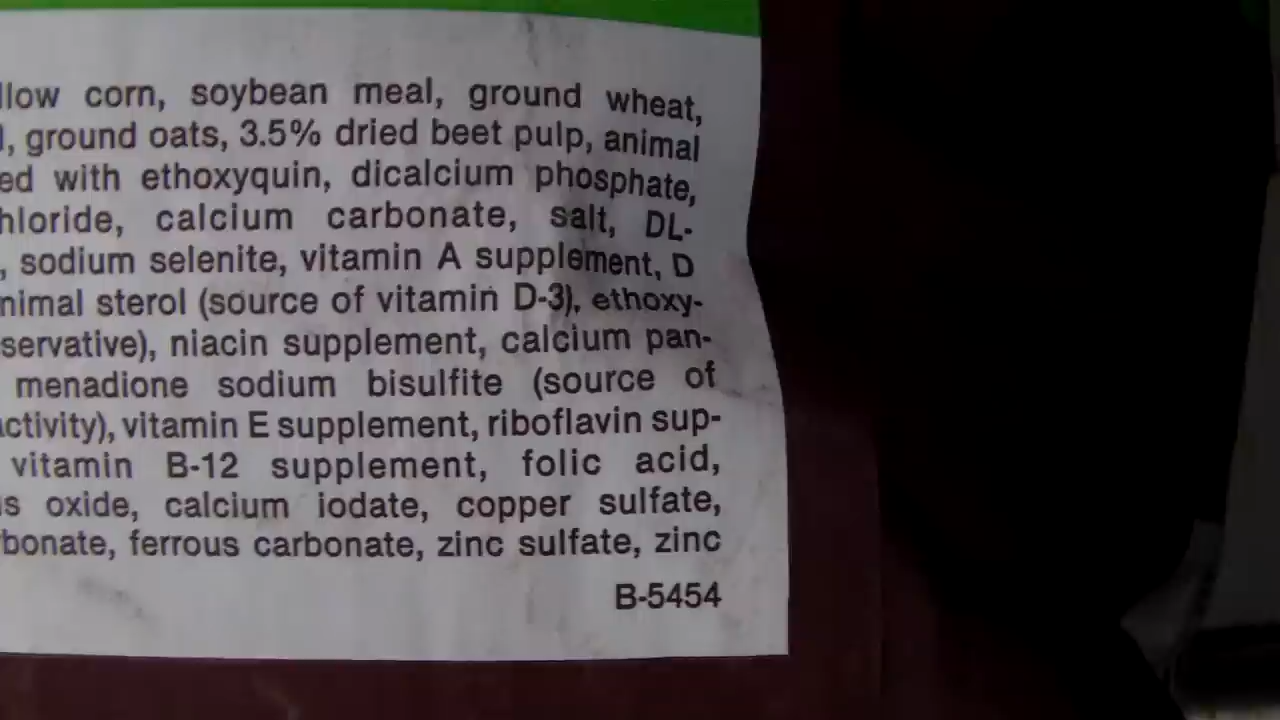 llow corn, soybean meal, ground wheat,
l, ground oats, 3.5% dried beet pulp, animal
ed with ethoxyquin, dicalcium phosphate,
hloride, calcium carbonate, salt, DL-
, sodium selenite, vitamin A supplement, D
nimal sterol (source of vitamin D-3), ethoxy-
servative), niacin supplement, calcium pan-
menadione sodium bisulfite (source of
ctivity), vitamin E supplement, riboflavin sup-
vitamin B-12 supplement, folic acid,
us oxide, calcium iodate, copper sulfate,
bonate, ferrous carbonate, zinc sulfate, zinc
B-5454